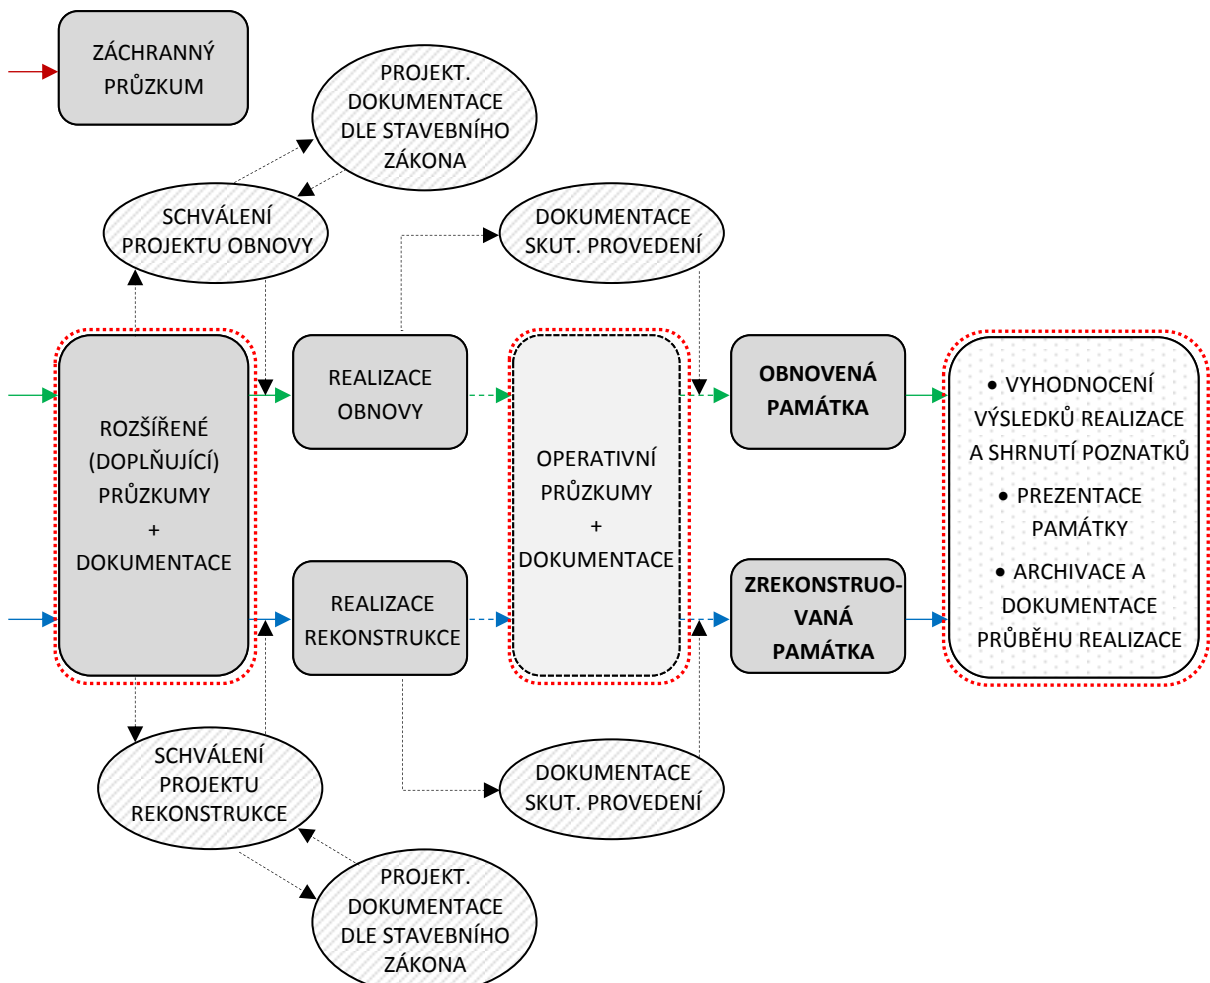 ZÁCHRANNÝ
PRŮZKUM
PROJEKT.
DOKUMENTACE
DLE STAVEBNÍHO
ZÁKONA
SCHVÁLENÍ
PROJEKTU OBNOVY
DOKUMENTACE
SKUT. PROVEDENÍ
ROZŠÍŘENÉ
(DOPLŇUJÍCÍ)
PRŮZKUMY
+
DOKUMENTACE
REALIZACE
OBNOVY
REALIZACE
REKONSTRUKCE
OPERATIVNÍ
PRŮZKUMY
+
DOKUMENTACE
OBNOVENÁ
PAMÁTKA
ZREKONSTRUO-
VANÁ
PAMÁTKA
● VYHODNOCENÍ
VÝSLEDKŮ REALIZACE
A SHRNUTÍ POZNATKŮ
● PREZENTACE
PAMÁTKY
● ARCHIVACE A
DOKUMENTACE
PRŮBĚHU REALIZACE
SCHVÁLENÍ
PROJEKTU
REKONSTRUKCE
DOKUMENTACE
SKUT. PROVEDENÍ
PROJEKT.
DOKUMENTACE
DLE STAVEBNÍHO
ZÁKONA